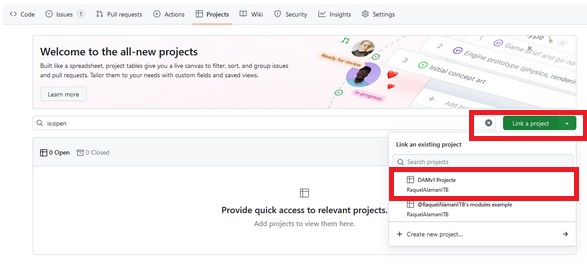 Code Issues 1 Pull requests Actions Projects Wiki Security Insights Settings
Welcome to the all-new projects
Built like a spreadsheet, project tables give you a live canvas to filter, sort, and group issues
and pull requests. Tailor them to your needs with custom fields and saved views.
Learn more
Ready for review
In progress
Game Brief and
Engine prototype (physics, render
Initial concept art
is:open
Link a project
0 Open 0 Closed
Link an existing project
Search projects
DAMv1 Projecte
RaquelAlamanITB
@RaquelAlamanITB's modules example
RaquelAlamanITB
Create new project...
Provide quick access to relevant projects.
Add projects to view them here.